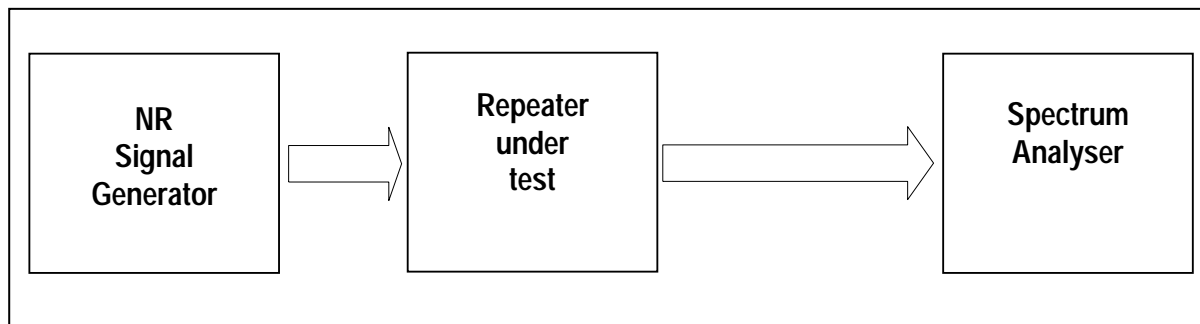 NR
Signal
Generator
Repeater
under
test
Spectrum
Analyser